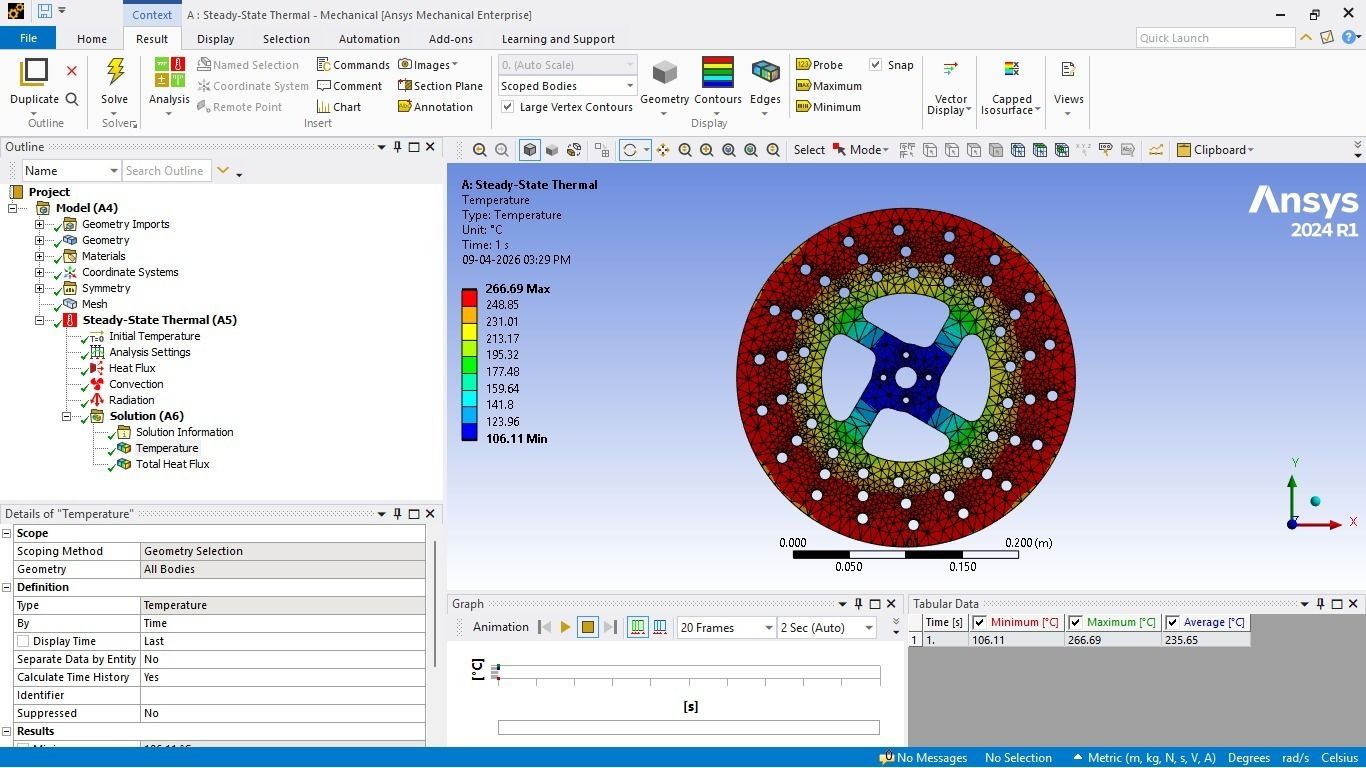 Context
A : Steady-State Thermal - Mechanical [Ansys Mechanical Enterprise]
File Home Result Display Selection Automation Add-ons Learning and Support
Quick Launch
Duplicate
Outline
Solve
Solver
Analysis
Named Selection
Coordinate System
Remote Point
Commands
Comment
Chart
Images
Section Plane
Annotation
Insert
0. (Auto Scale)
Scoped Bodies
Large Vertex Contours
Geometry
Contours
Edges
Display
Probe
Maximum
Minimum
Snap
Vector
Display
Capped
Isosurface
Views
Outline
Name Search Outline
Select Mode Clipboard
Project
Model (A4)
Geometry Imports
Geometry
Materials
Coordinate Systems
Symmetry
Mesh
Steady-State Thermal (A5)
Initial Temperature
Analysis Settings
Heat Flux
Convection
Radiation
Solution (A6)
Solution Information
Temperature
Total Heat Flux
A: Steady-State Thermal
Temperature
Type: Temperature
Unit: °C
Time: 1 s
09-04-2026 03:29 PM
266.69 Max
248.85
231.01
213.17
195.32
177.48
159.64
141.8
123.96
106.11 Min
Ansys
2024 R1
Y
X
0.000 0.200 (m)
0.050 0.150
Details of "Temperature"
Scope
Scoping Method Geometry Selection
Geometry All Bodies
Definition
Type Temperature
By Time
Display Time Last
Separate Data by Entity No
Calculate Time History Yes
Identifier
Suppressed No
Results
Graph
Animation 20 Frames 2 Sec (Auto)
[°C]
[s]
Tabular Data
Time [s] Minimum [°C] Maximum [°C] Average [°C]
1 1. 106.11 266.69 235.65
No Messages No Selection Metric (m, kg, N, s, V, A) Degrees rad/s Celsius